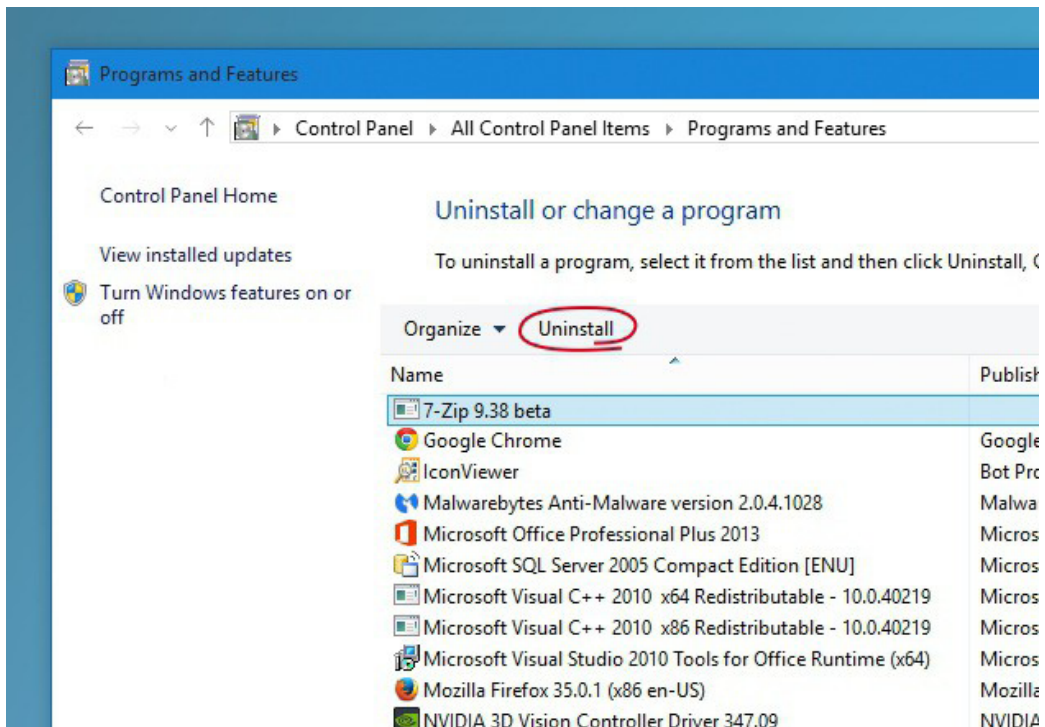 Programs and Features
Control Panel All Control Panel Items Programs and Features
Control Panel Home
View installed updates
Turn Windows features on or
off
Uninstall or change a program
To uninstall a program, select it from the list and then click Uninstall,
Organize Uninstall
Name Publish
7-Zip 9.38 beta
Google Chrome Google
IconViewer Bot Pro
Malwarebytes Anti-Malware version 2.0.4.1028 Malwa
Microsoft Office Professional Plus 2013 Micros
Microsoft SQL Server 2005 Compact Edition [ENU] Micros
Microsoft Visual C++ 2010 x64 Redistributable - 10.0.40219 Micros
Microsoft Visual C++ 2010 x86 Redistributable - 10.0.40219 Micros
Microsoft Visual Studio 2010 Tools for Office Runtime (x64) Micros
Mozilla Firefox 35.0.1 (x86 en-US) Mozilla
NVIDIA 3D Vision Controller Driver 347.09 NVIDIA